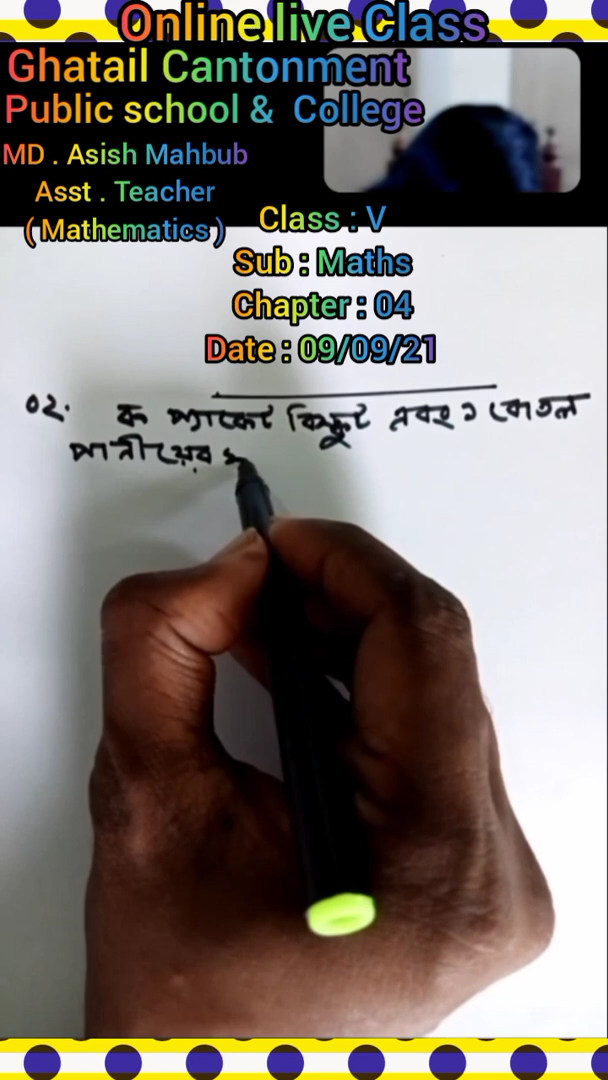 Online live Class
Ghatail Cantonment
Public school & College
MD . Asish Mahbub
Asst . Teacher
( Mathematics )
Class : V
Sub : Maths
Chapter : 04
Date : 09/09/21
০২. ক প্যাকেট বিস্কুট এবং ১ বোতল
পানীয়ের